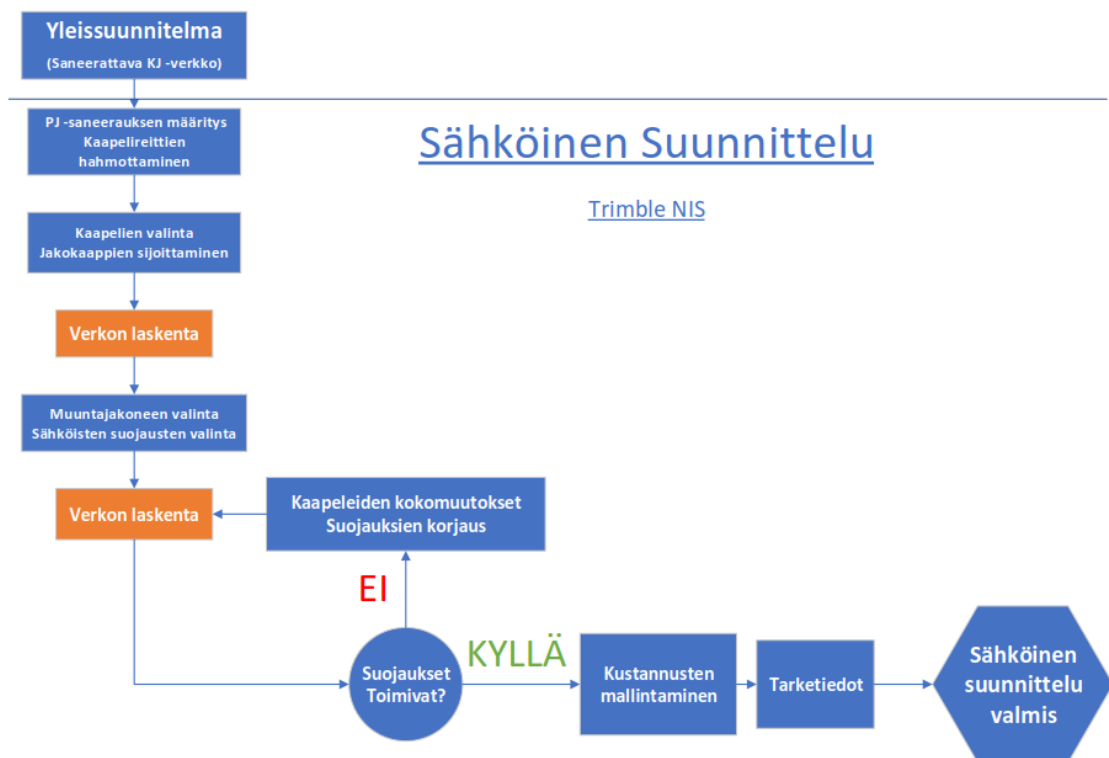 Yleissuunnitelma
(Saneerattava KJ -verkko)
PJ -saneerauksen määritys
Kaapelireittien
hahmottaminen
Sähköinen Suunnittelu
Trimble NIS
Kaapelien valinta
Jakokaappien sijoittaminen
Verkon laskenta
Muuntajakoneen valinta
Sähköisten suojausten valinta
Verkon laskenta
Kaapeleiden kokomuutokset
Suojauksien korjaus
EI
Suojaukset
Toimivat?
KYLLÄ
Kustannusten
mallintaminen
Tarketiedot
Sähköinen
suunnittelu
valmis